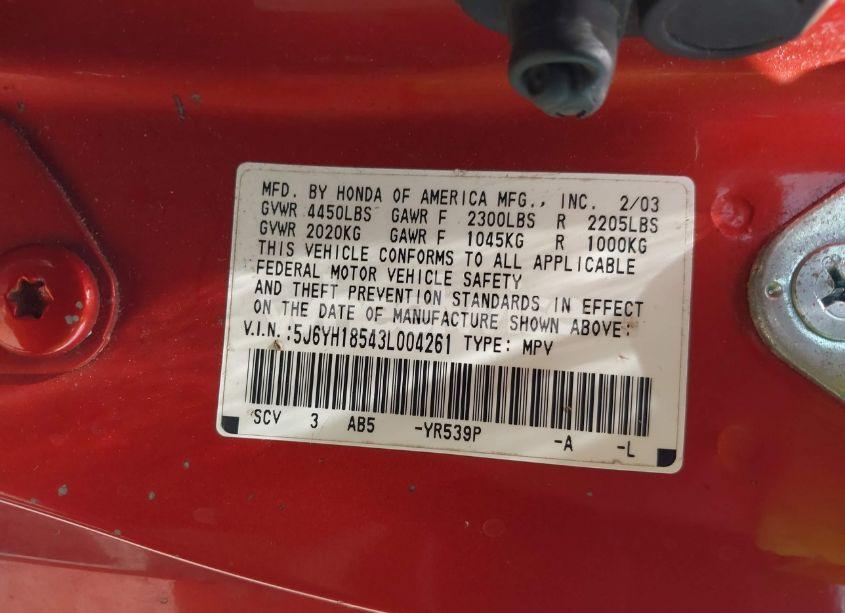 MFD. BY HONDA OF AMERICA MFG., INC. 2/03
GVWR 4450LBS GAWR F 2300LBS R 2205LBS
GVWR 2020KG GAWR F 1045KG R 1000KG
THIS VEHICLE CONFORMS TO ALL APPLICABLE
FEDERAL MOTOR VEHICLE SAFETY
AND THEFT PREVENTION STANDARDS IN EFFECT
ON THE DATE OF MANUFACTURE SHOWN ABOVE:
V.I.N.:5J6YH18543L004261 TYPE: MPV
SCV 3 AB5 -YR539P -A -L